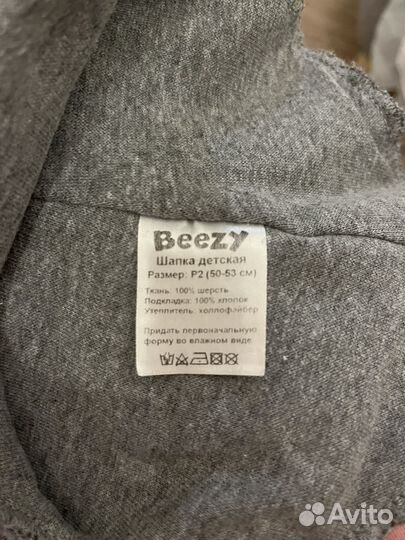 Beezy
Шапка детская
Размер: Р2 (50-53 см)
Ткань: 100% шерсть
Подкладка: 100% хлопок
Утеплитель: холлофайбер
Придать первоначальную
форму во влажном виде
Avito